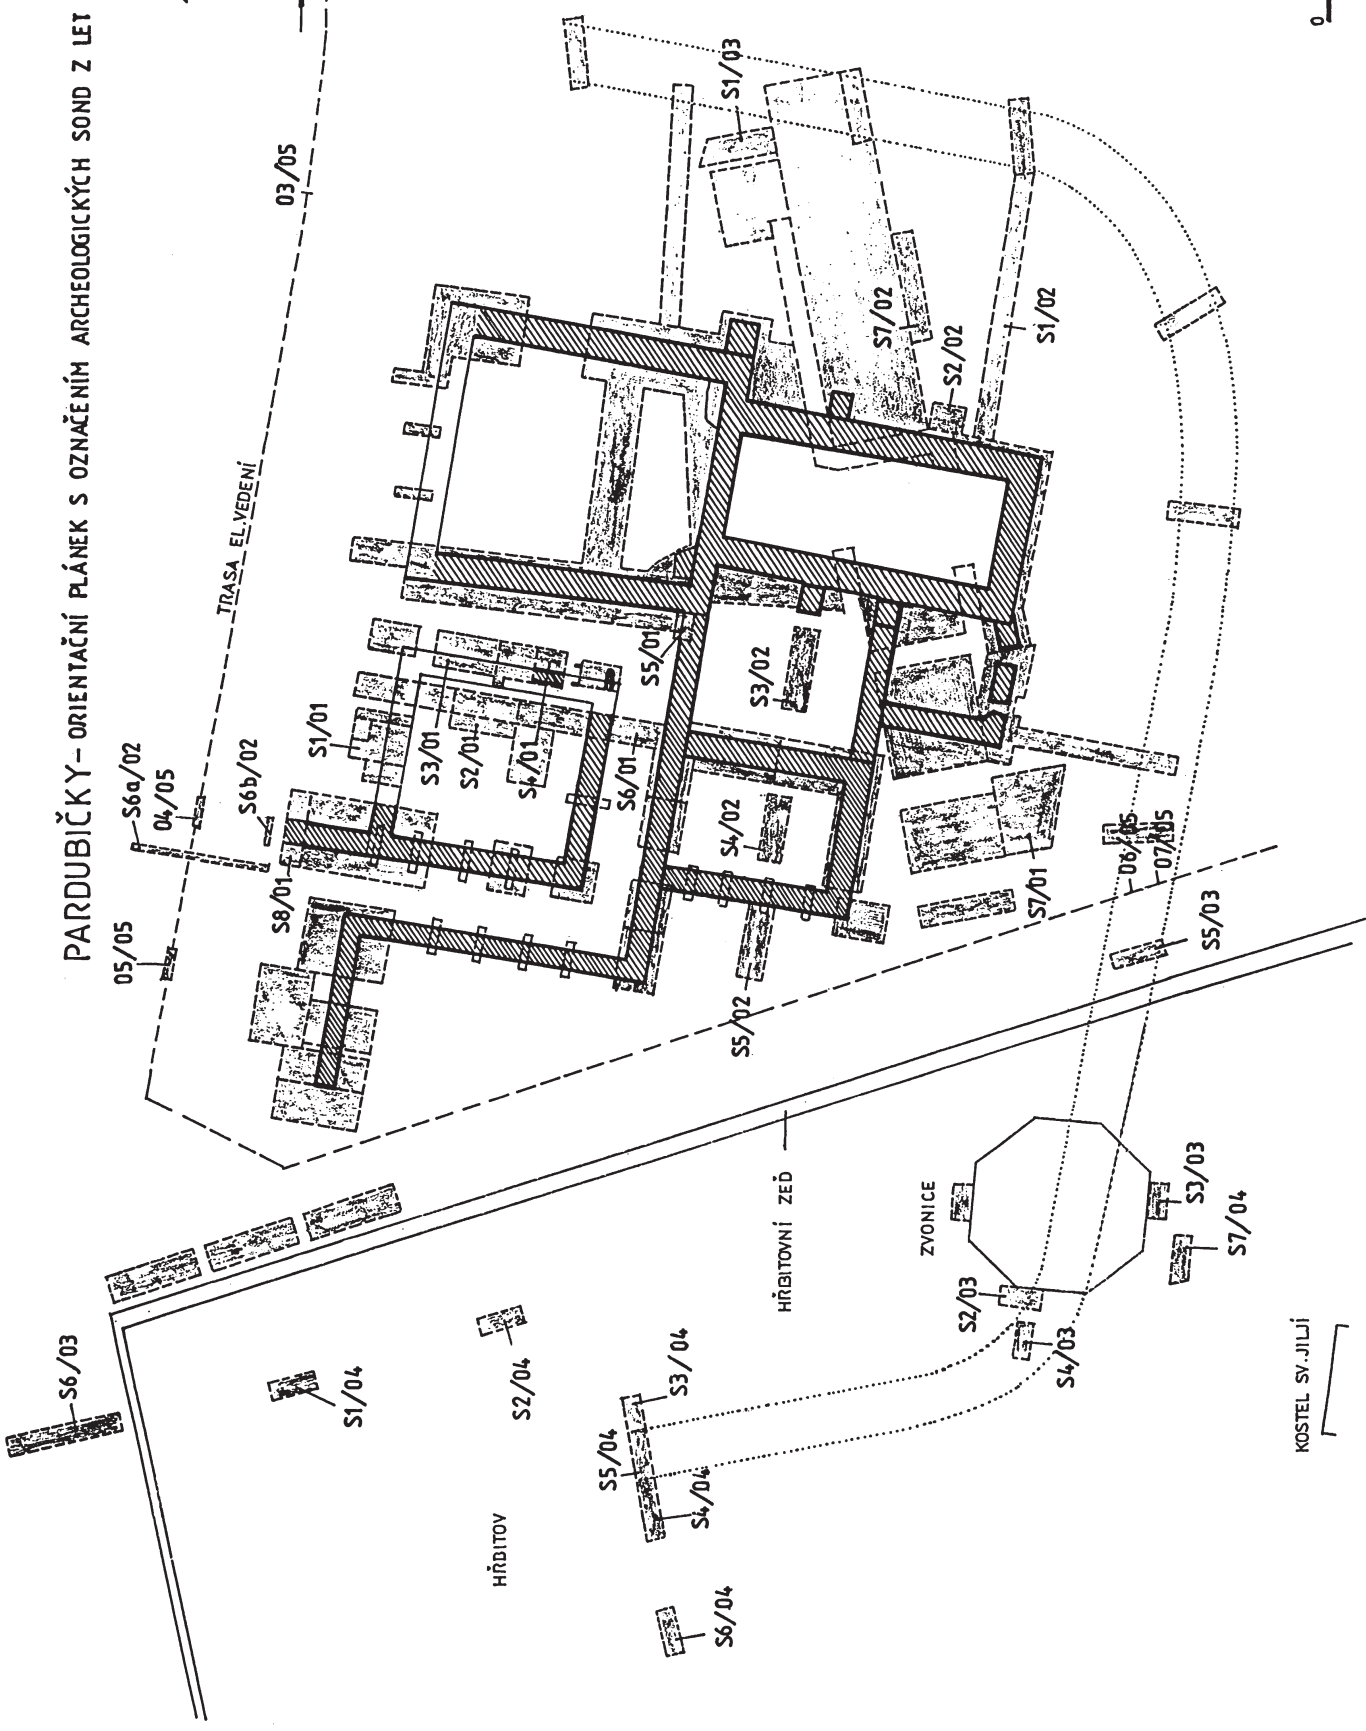 PARDUBIČKY - ORIENTAČNÍ PLÁNEK S OZNAČENÍM ARCHEOLOGICKÝCH SOND Z LET
03/05
TRASA EL.VEDENÍ
S6a/02
04/05
05/05
S6b/02
S8/01
S1/01
S3/01
S2/01
S4/01
S6/01
S5/01
S1/03
S7/02
S2/02
S1/02
S3/02
S4/02
S5/02
S7/01
06/05
07/05
S5/03
S6/03
S1/04
S2/04
S3/04
S5/04
S4/04
S6/04
HŘBITOV
HŘBITOVNÍ ZEĎ
ZVONICE
S2/03
S4/03
S3/03
S7/04
KOSTEL SV.JILJÍ
0